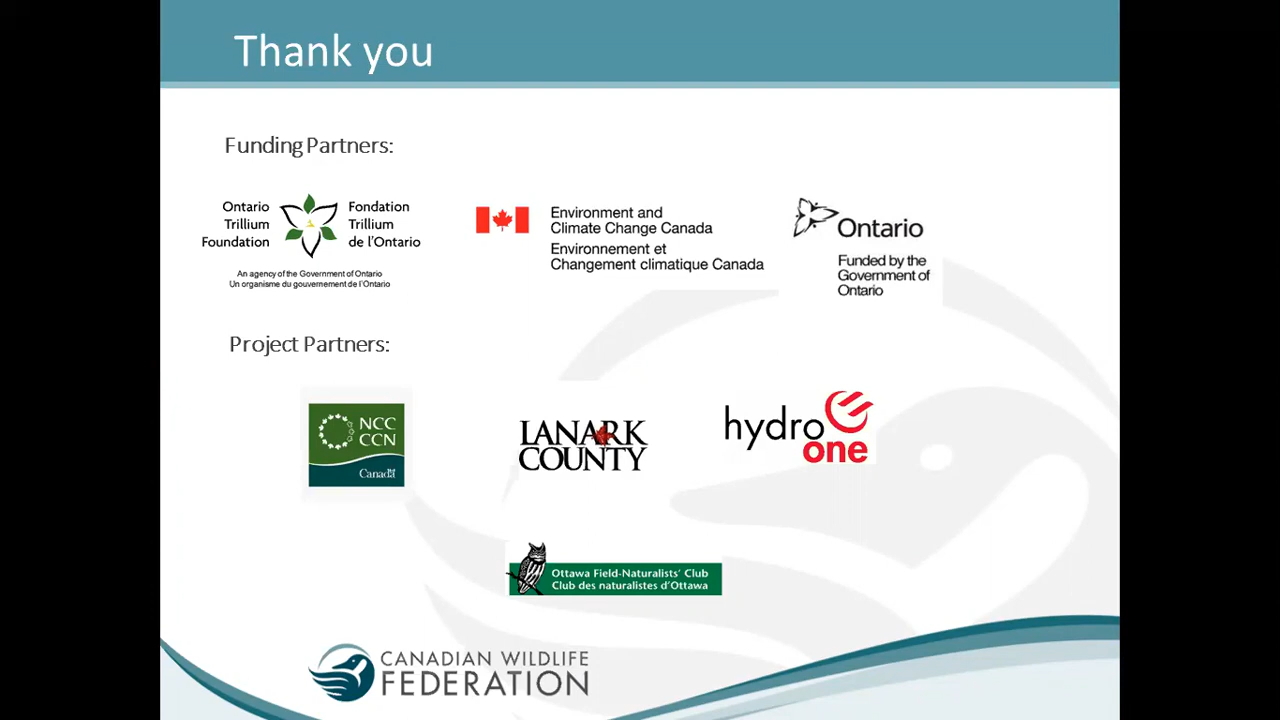 Thank you
Funding Partners:
Ontario
Trillium
Foundation
Fondation
Trillium
de l'Ontario
An agency of the Government of Ontario
Un organisme du gouvernement de l'Ontario
Environment and
Climate Change Canada
Environnement et
Changement climatique Canada
Ontario
Funded by the
Government of
Ontario
Project Partners:
NCC
CCN
Canada
LANARK
COUNTY
hydro
one
Ottawa Field-Naturalists' Club
Club des naturalistes d'Ottawa
CANADIAN WILDLIFE
FEDERATION